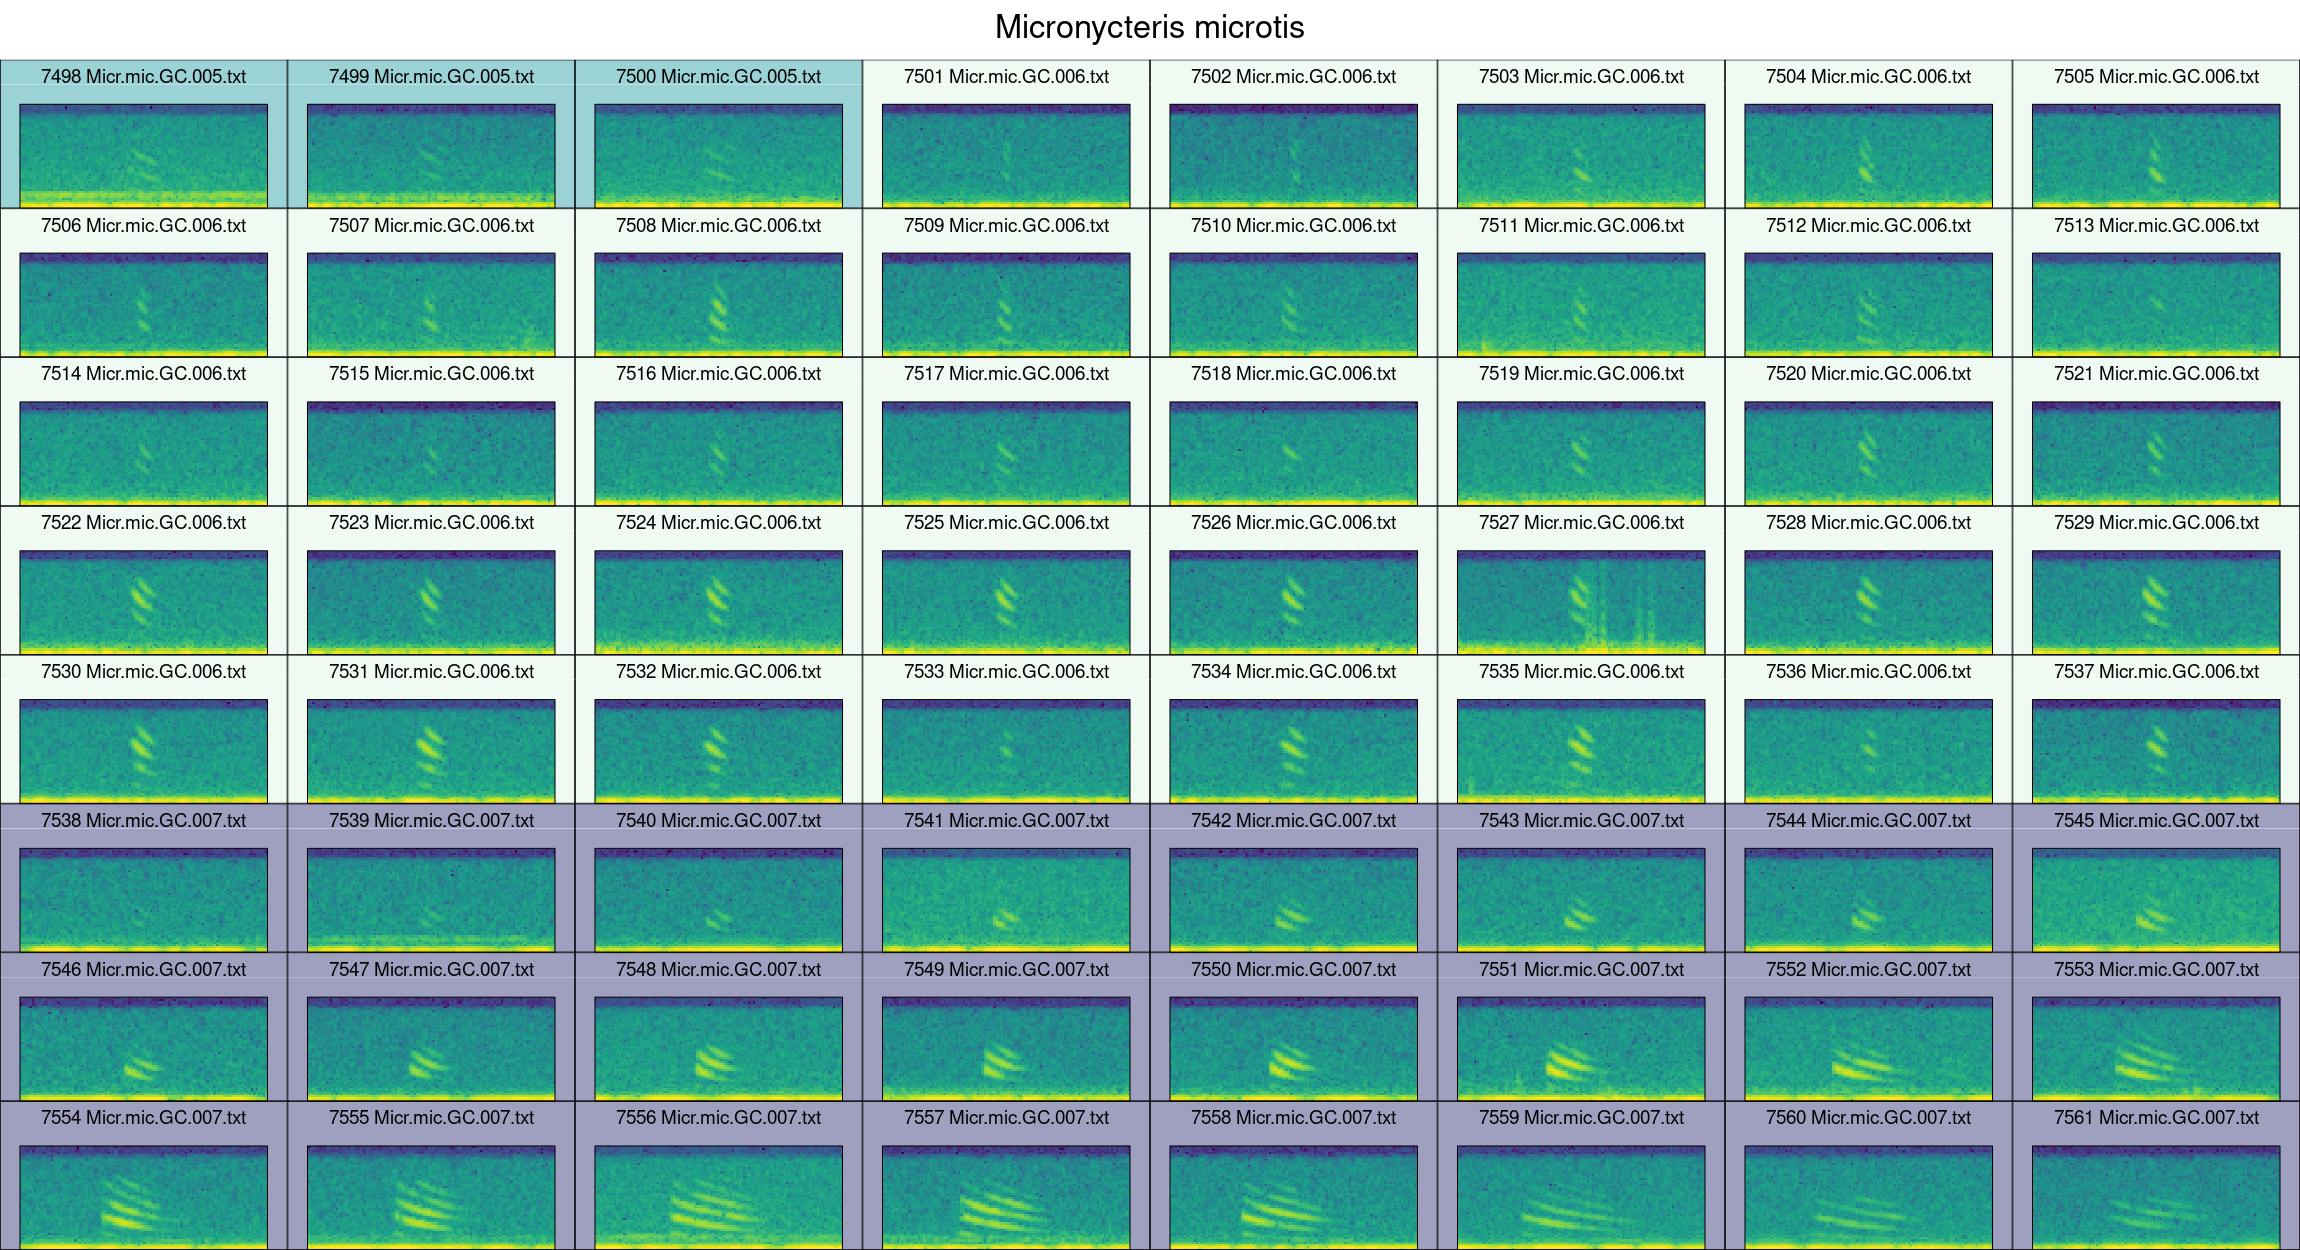 Micronycteris microtis
7498 Micr.mic.GC.005.txt 7499 Micr.mic.GC.005.txt 7500 Micr.mic.GC.005.txt 7501 Micr.mic.GC.006.txt 7502 Micr.mic.GC.006.txt 7503 Micr.mic.GC.006.txt 7504 Micr.mic.GC.006.txt 7505 Micr.mic.GC.006.txt
7506 Micr.mic.GC.006.txt 7507 Micr.mic.GC.006.txt 7508 Micr.mic.GC.006.txt 7509 Micr.mic.GC.006.txt 7510 Micr.mic.GC.006.txt 7511 Micr.mic.GC.006.txt 7512 Micr.mic.GC.006.txt 7513 Micr.mic.GC.006.txt
7514 Micr.mic.GC.006.txt 7515 Micr.mic.GC.006.txt 7516 Micr.mic.GC.006.txt 7517 Micr.mic.GC.006.txt 7518 Micr.mic.GC.006.txt 7519 Micr.mic.GC.006.txt 7520 Micr.mic.GC.006.txt 7521 Micr.mic.GC.006.txt
7522 Micr.mic.GC.006.txt 7523 Micr.mic.GC.006.txt 7524 Micr.mic.GC.006.txt 7525 Micr.mic.GC.006.txt 7526 Micr.mic.GC.006.txt 7527 Micr.mic.GC.006.txt 7528 Micr.mic.GC.006.txt 7529 Micr.mic.GC.006.txt
7530 Micr.mic.GC.006.txt 7531 Micr.mic.GC.006.txt 7532 Micr.mic.GC.006.txt 7533 Micr.mic.GC.006.txt 7534 Micr.mic.GC.006.txt 7535 Micr.mic.GC.006.txt 7536 Micr.mic.GC.006.txt 7537 Micr.mic.GC.006.txt
7538 Micr.mic.GC.007.txt 7539 Micr.mic.GC.007.txt 7540 Micr.mic.GC.007.txt 7541 Micr.mic.GC.007.txt 7542 Micr.mic.GC.007.txt 7543 Micr.mic.GC.007.txt 7544 Micr.mic.GC.007.txt 7545 Micr.mic.GC.007.txt
7546 Micr.mic.GC.007.txt 7547 Micr.mic.GC.007.txt 7548 Micr.mic.GC.007.txt 7549 Micr.mic.GC.007.txt 7550 Micr.mic.GC.007.txt 7551 Micr.mic.GC.007.txt 7552 Micr.mic.GC.007.txt 7553 Micr.mic.GC.007.txt
7554 Micr.mic.GC.007.txt 7555 Micr.mic.GC.007.txt 7556 Micr.mic.GC.007.txt 7557 Micr.mic.GC.007.txt 7558 Micr.mic.GC.007.txt 7559 Micr.mic.GC.007.txt 7560 Micr.mic.GC.007.txt 7561 Micr.mic.GC.007.txt